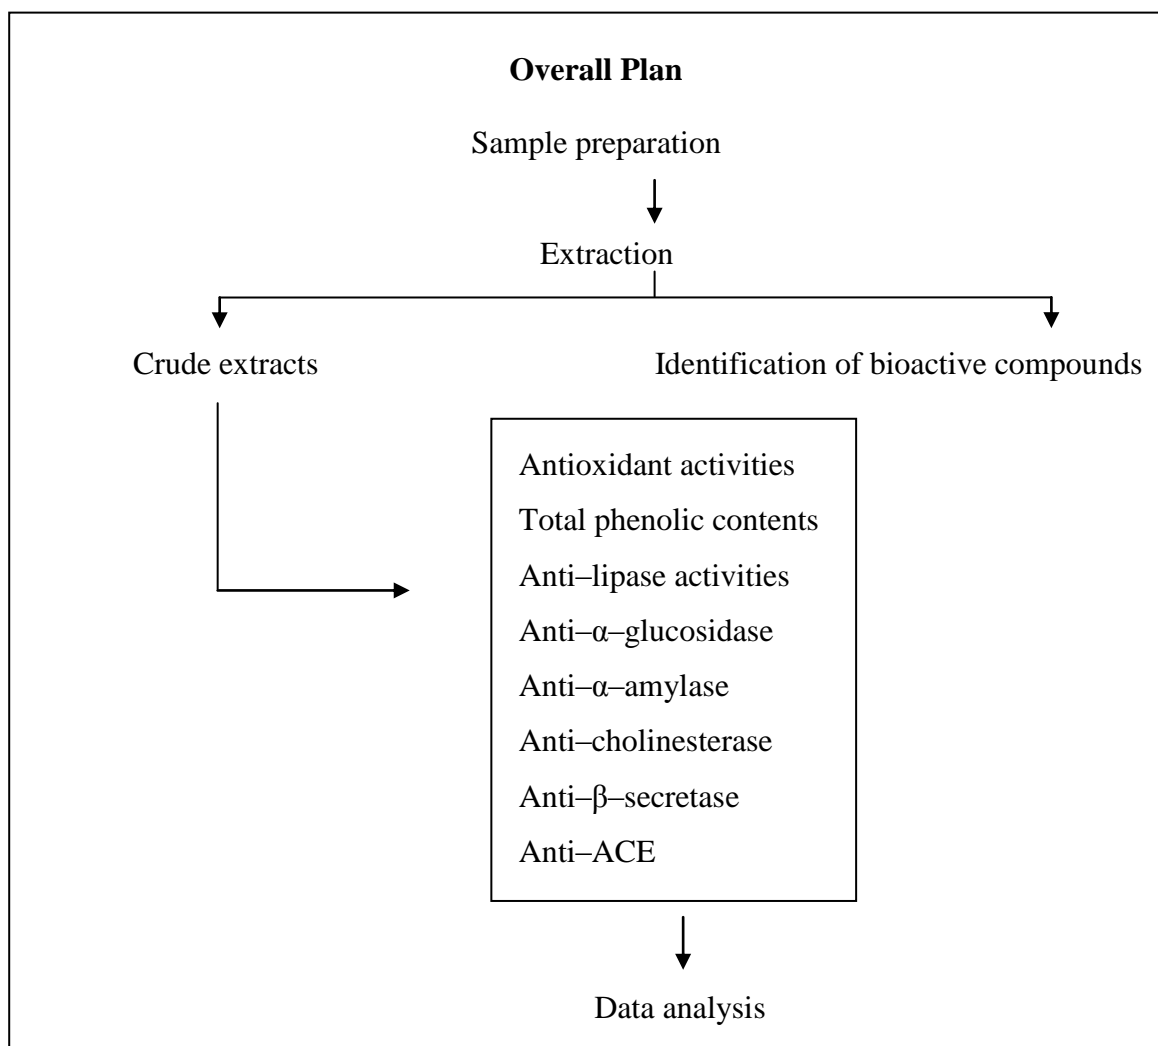 Overall Plan
Sample preparation
Extraction
Crude extracts
Identification of bioactive compounds
Antioxidant activities
Total phenolic contents
Anti–lipase activities
Anti–α–glucosidase
Anti–α–amylase
Anti–cholinesterase
Anti–β–secretase
Anti–ACE
Data analysis